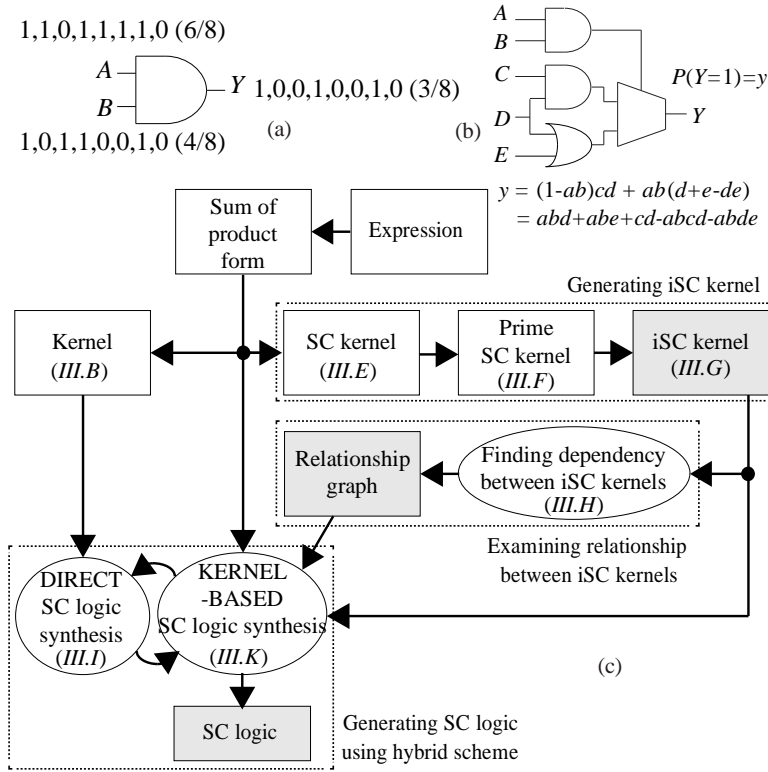 1,1,0,1,1,1,1,0 (6/8)
A
B
Y
1,0,0,1,0,0,1,0 (3/8)
1,0,1,1,0,0,1,0 (4/8)
(a)
A
B
C
D
E
P(Y=1)=y
Y
(b)
y = (1-ab)cd + ab(d+e-de)
= abd+abe+cd-abcd-abde
Sum of
product
form
Expression
Generating iSC kernel
Kernel
(III.B)
SC kernel
(III.E)
Prime
SC kernel
(III.F)
iSC kernel
(III.G)
Relationship
graph
Finding dependency
between iSC kernels
(III.H)
Examining relationship
between iSC kernels
DIRECT
SC logic
synthesis
(III.I)
KERNEL
-BASED
SC logic synthesis
(III.K)
(c)
SC logic
Generating SC logic
using hybrid scheme